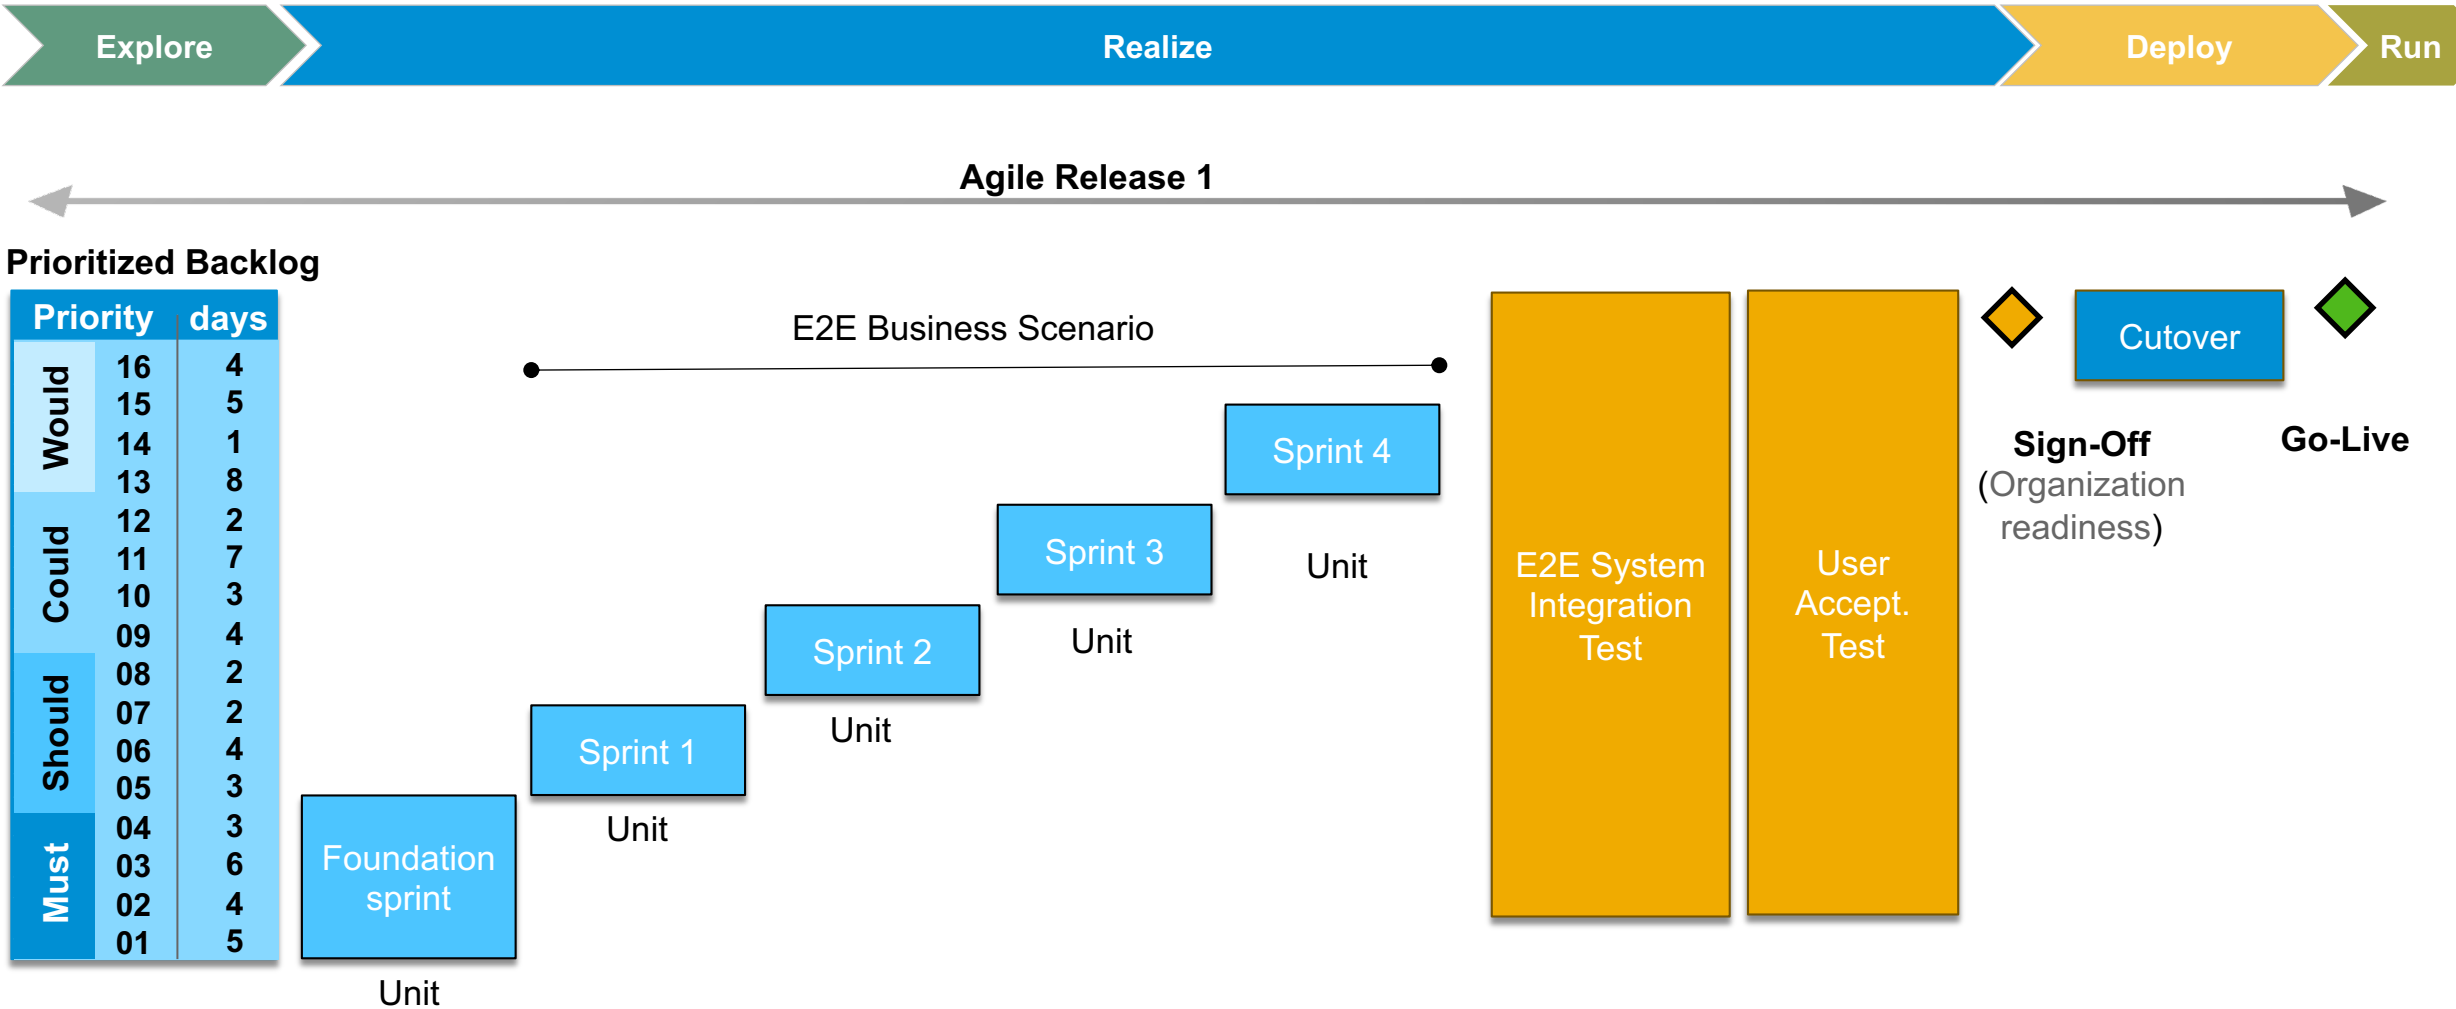 Explore
Realize
Deploy
Run
Agile Release 1
Prioritized Backlog
Priority days
Would
16 4
15 5
14 1
13 8
Could
12 2
11 7
10 3
09 4
Should
08 2
07 2
06 4
05 3
Must
04 3
03 6
02 4
01 5
Foundation
sprint
Unit
E2E Business Scenario
Sprint 1
Unit
Sprint 2
Unit
Sprint 3
Unit
Sprint 4
Unit
E2E System
Integration
Test
User
Accept.
Test
Sign-Off
(Organization
readiness)
Cutover
Go-Live